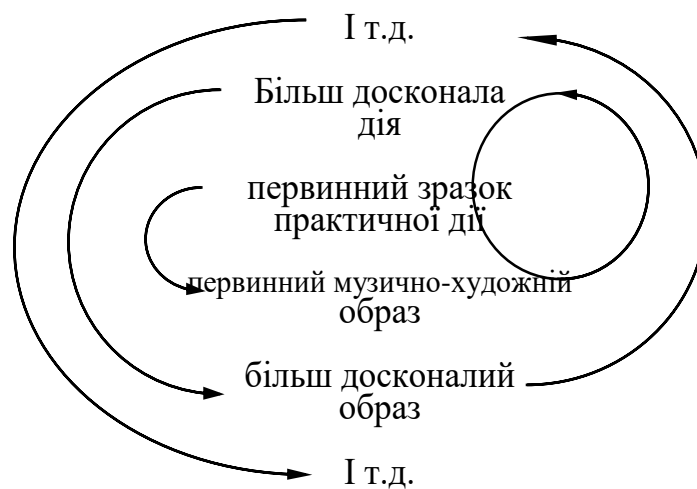 І т.д.
Більш досконала
дія
первинний зразок
практичної дії
первинний музично-художній
образ
більш досконалий
образ
І т.д.